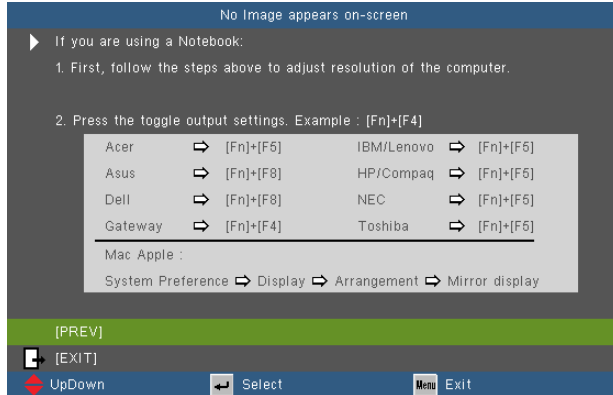 No Image appears on-screen
If you are using a Notebook:
1. First, follow the steps above to adjust resolution of the computer.
2. Press the toggle output settings. Example : [Fn]+[F4]
Acer ⇨ [Fn]+[F5] IBM/Lenovo ⇨ [Fn]+[F5]
Asus ⇨ [Fn]+[F8] HP/Compaq ⇨ [Fn]+[F5]
Dell ⇨ [Fn]+[F8] NEC ⇨ [Fn]+[F5]
Gateway ⇨ [Fn]+[F4] Toshiba ⇨ [Fn]+[F5]
Mac Apple :
System Preference ⇨ Display ⇨ Arrangement ⇨ Mirror display
[PREV]
[EXIT]
UpDown Select Menu Exit